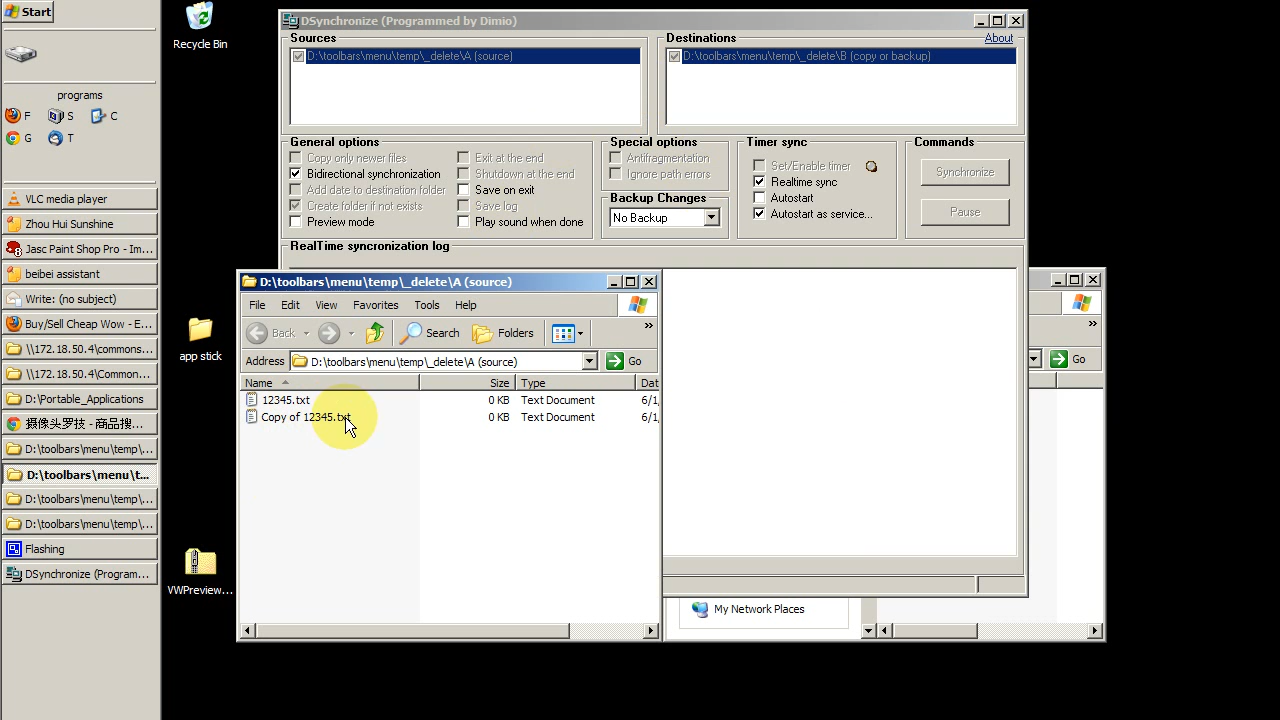 Start
programs
F S C
G T
VLC media player
Zhou Hui Sunshine
Jasc Paint Shop Pro - Im...
beibei assistant
Write: (no subject)
Buy/Sell Cheap Wow - E...
\\172.18.50.4\commons...
\\172.18.50.4\Common...
D:\Portable_Applications
摄像头罗技 - 商品搜...
D:\toolbars\menu\temp\...
D:\toolbars\menu\t...
D:\toolbars\menu\temp\...
D:\toolbars\menu\temp\...
Flashing
DSynchronize (Program...
Recycle Bin
app stick
VWPreview...
DSynchronize (Programmed by Dimio)
Sources
D:\toolbars\menu\temp\_delete\A (source)
Destinations
About
D:\toolbars\menu\temp\_delete\B (copy or backup)
General options
Copy only newer files
Bidirectional synchronization
Add date to destination folder
Create folder if not exists
Preview mode
Exit at the end
Shutdown at the end
Save on exit
Save log
Play sound when done
Special options
Antifragmentation
Ignore path errors
Backup Changes
No Backup
Timer sync
Set/Enable timer
Realtime sync
Autostart
Autostart as service...
Commands
Synchronize
Pause
RealTime syncronization log
D:\toolbars\menu\temp\_delete\A (source)
File Edit View Favorites Tools Help
Back Search Folders »
Address D:\toolbars\menu\temp\_delete\A (source) Go
Name Size Type Dat
12345.txt 0 KB Text Document 6/1,
Copy of 12345.txt 0 KB Text Document 6/1,
»
Go
My Network Places